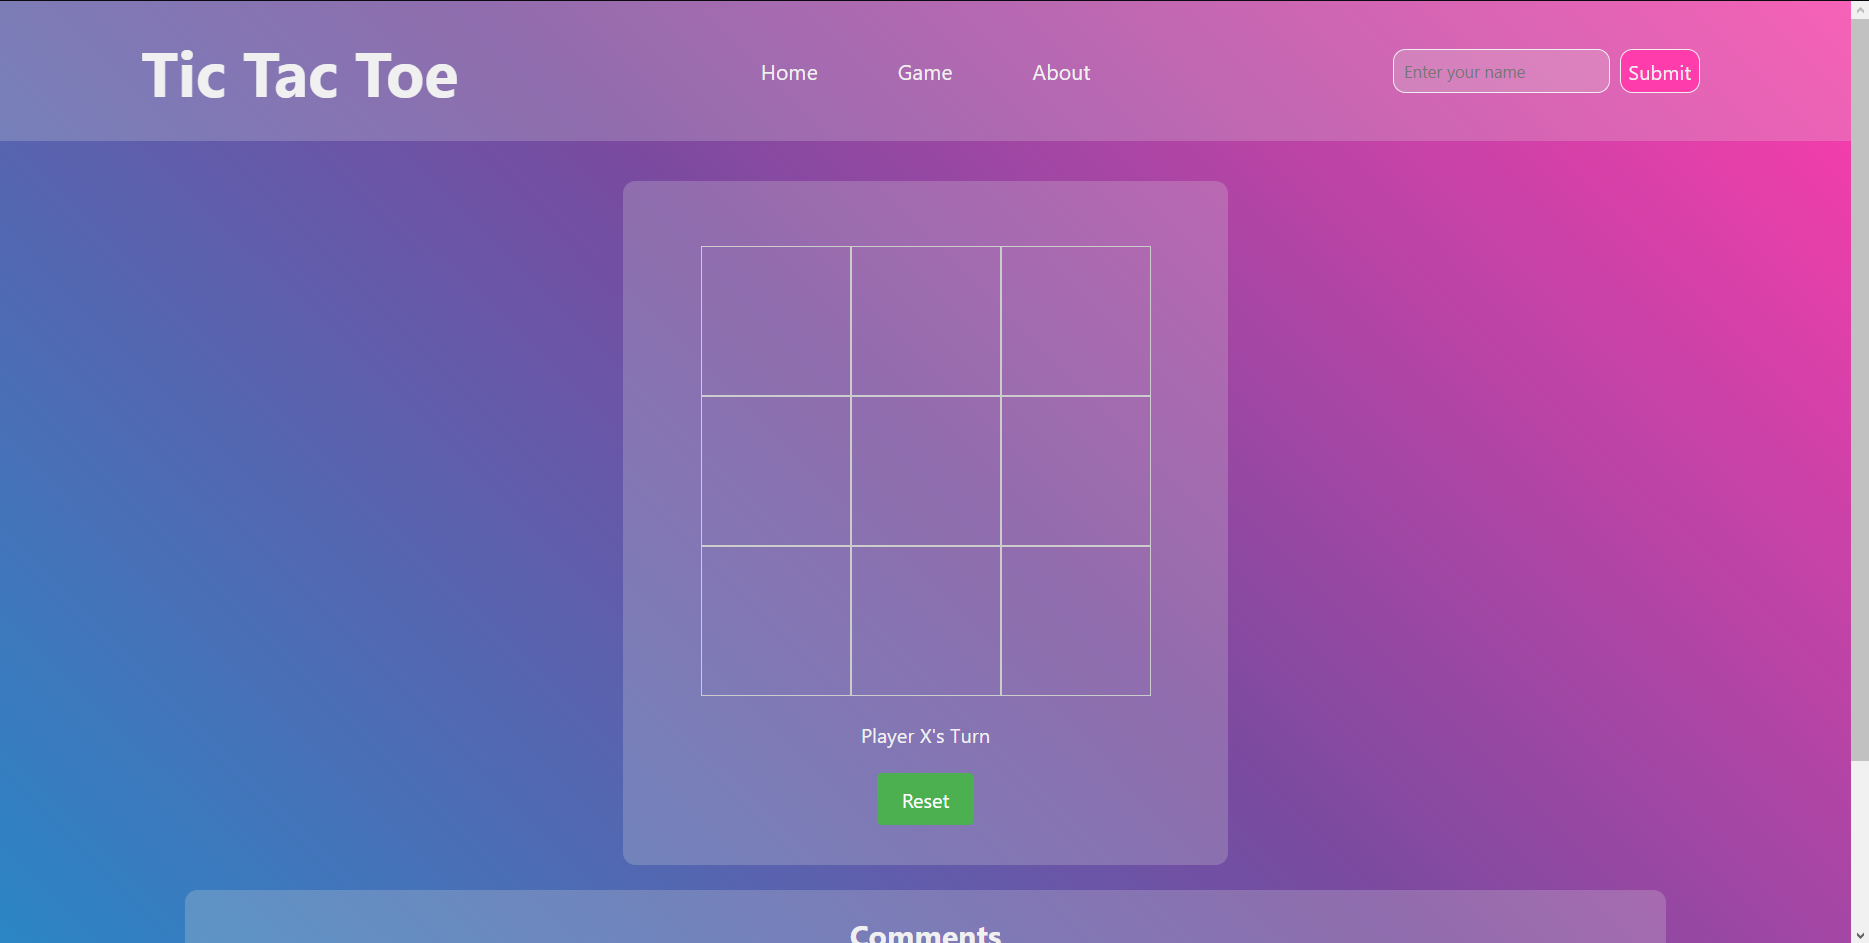 Tic Tac Toe
Home
Game
About
Enter your name
Submit
Player X's Turn
Reset
Comments